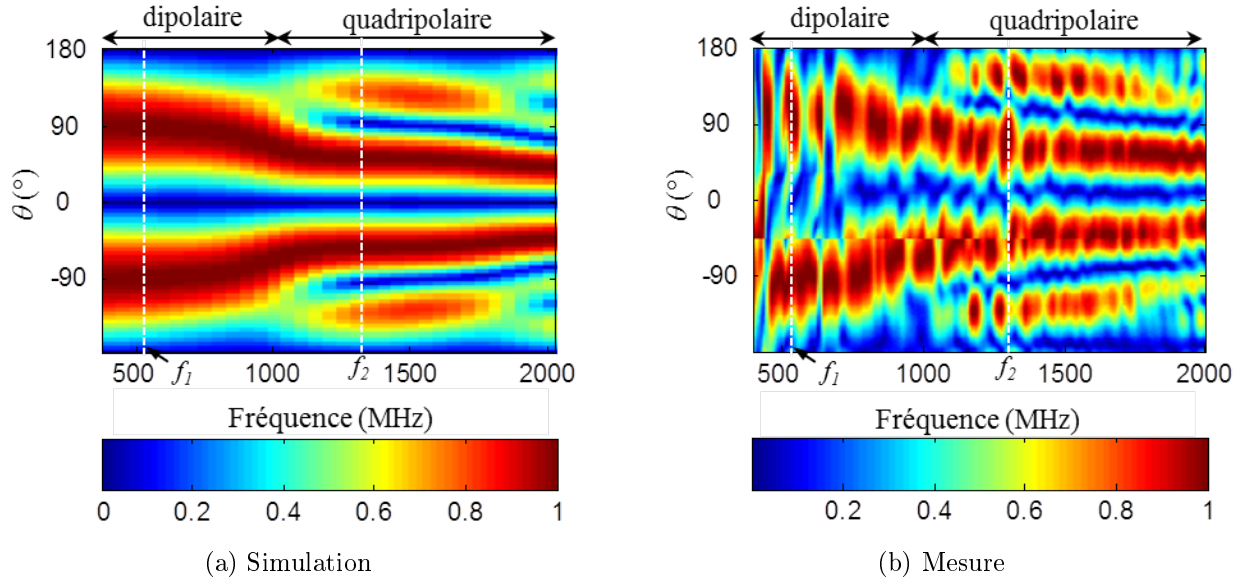 dipolaire quadripolaire
180
90
0
-90
θ (°)
500 f1 1000 f2 1500 2000
Fréquence (MHz)
0 0.2 0.4 0.6 0.8 1
(a) Simulation
dipolaire quadripolaire
180
90
0
-90
θ (°)
500 f1 1000 f2 1500 2000
Fréquence (MHz)
0.2 0.4 0.6 0.8 1
(b) Mesure